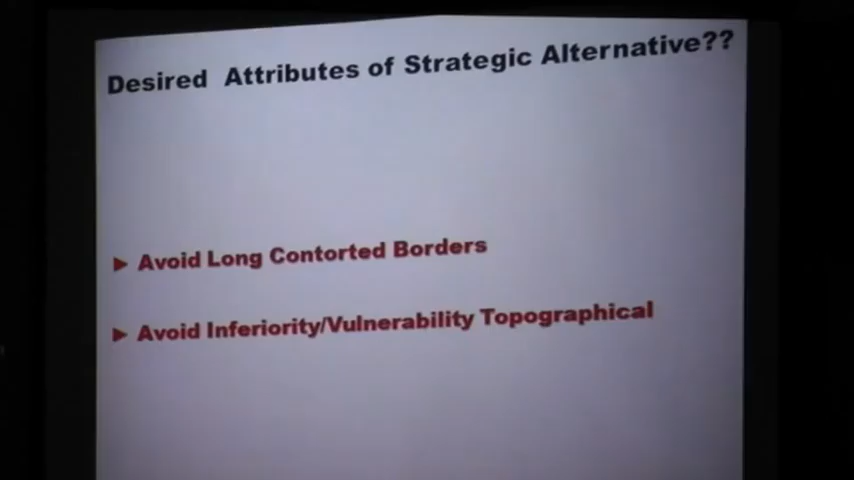 Desired Attributes of Strategic Alternative??
► Avoid Long Contorted Borders
► Avoid Inferiority/Vulnerability Topographical